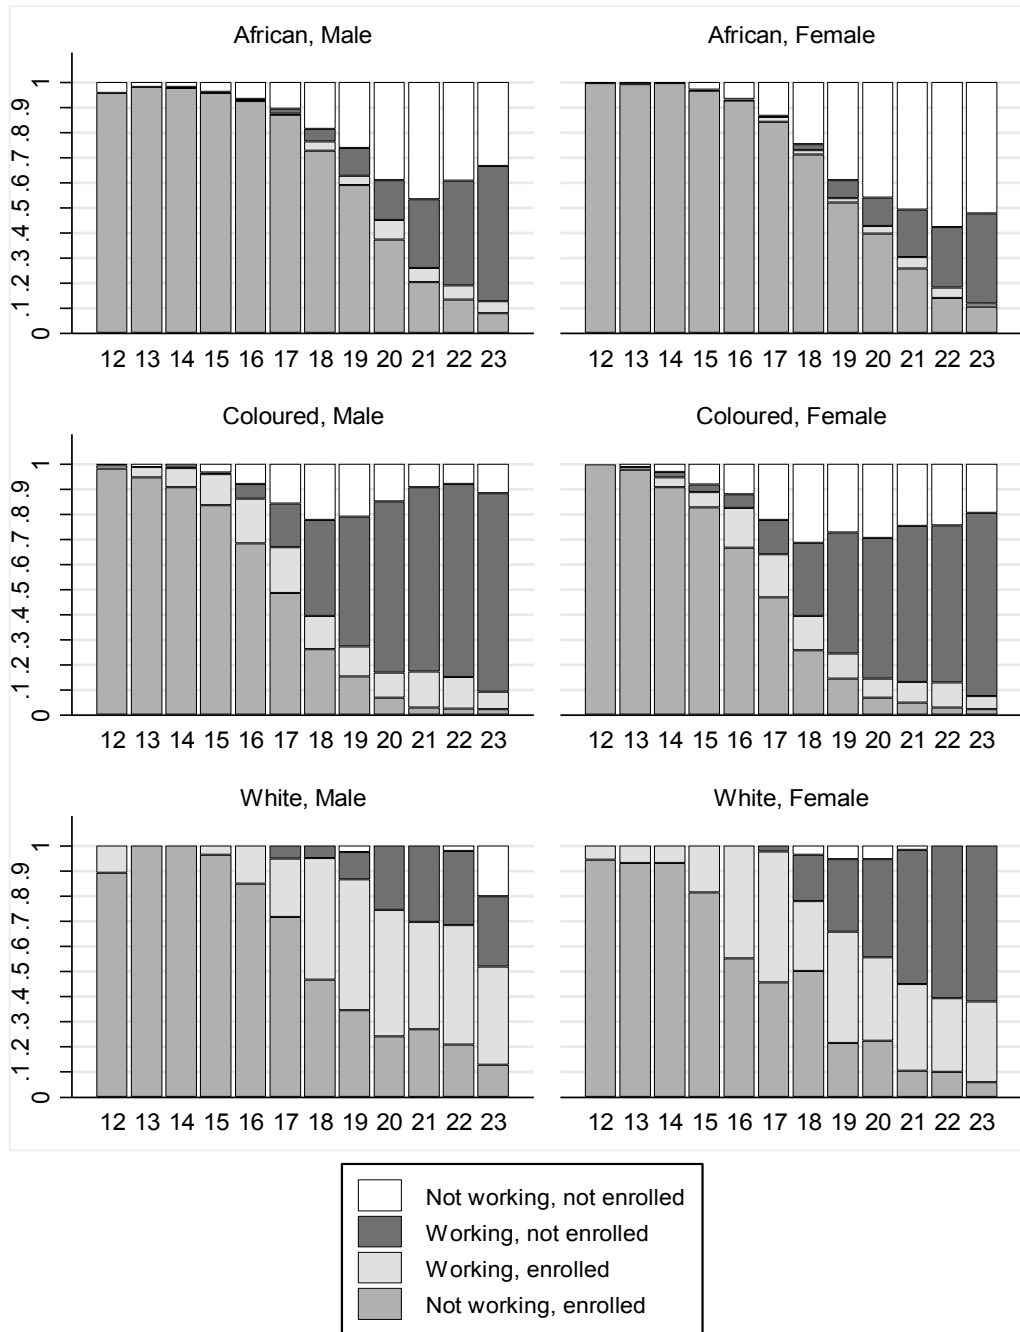 African, Male
African, Female
0 .1 .2 .3 .4 .5 .6 .7 .8 .9 1
12 13 14 15 16 17 18 19 20 21 22 23
12 13 14 15 16 17 18 19 20 21 22 23
Coloured, Male
Coloured, Female
0 .1 .2 .3 .4 .5 .6 .7 .8 .9 1
12 13 14 15 16 17 18 19 20 21 22 23
12 13 14 15 16 17 18 19 20 21 22 23
White, Male
White, Female
0 .1 .2 .3 .4 .5 .6 .7 .8 .9 1
12 13 14 15 16 17 18 19 20 21 22 23
12 13 14 15 16 17 18 19 20 21 22 23
Not working, not enrolled
Working, not enrolled
Working, enrolled
Not working, enrolled